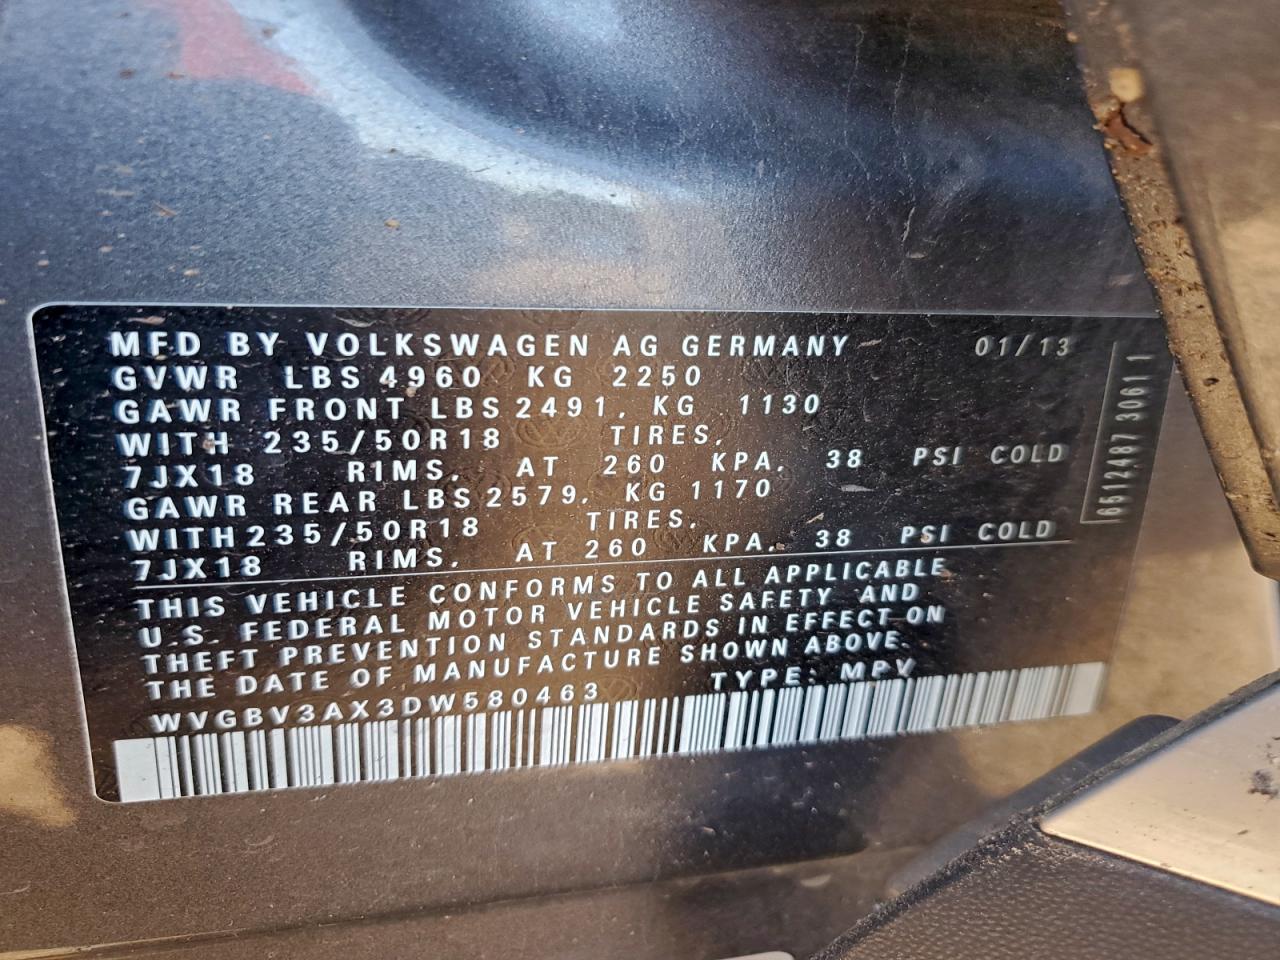 MFD BY VOLKSWAGEN AG GERMANY 01/13
GVWR LBS 4960 KG 2250
GAWR FRONT LBS 2491, KG 1130
WITH 235/50R18 TIRES,
7JX18 RIMS, AT 260 KPA, 38 PSI COLD
GAWR REAR LBS 2579, KG 1170
WITH 235/50R18 TIRES,
7JX18 RIMS, AT 260 KPA, 38 PSI COLD
THIS VEHICLE CONFORMS TO ALL APPLICABLE
U.S. FEDERAL MOTOR VEHICLE SAFETY AND
THEFT PREVENTION STANDARDS IN EFFECT ON
THE DATE OF MANUFACTURE SHOWN ABOVE.
WVGBV3AX3DW580463 TYPE: MPV